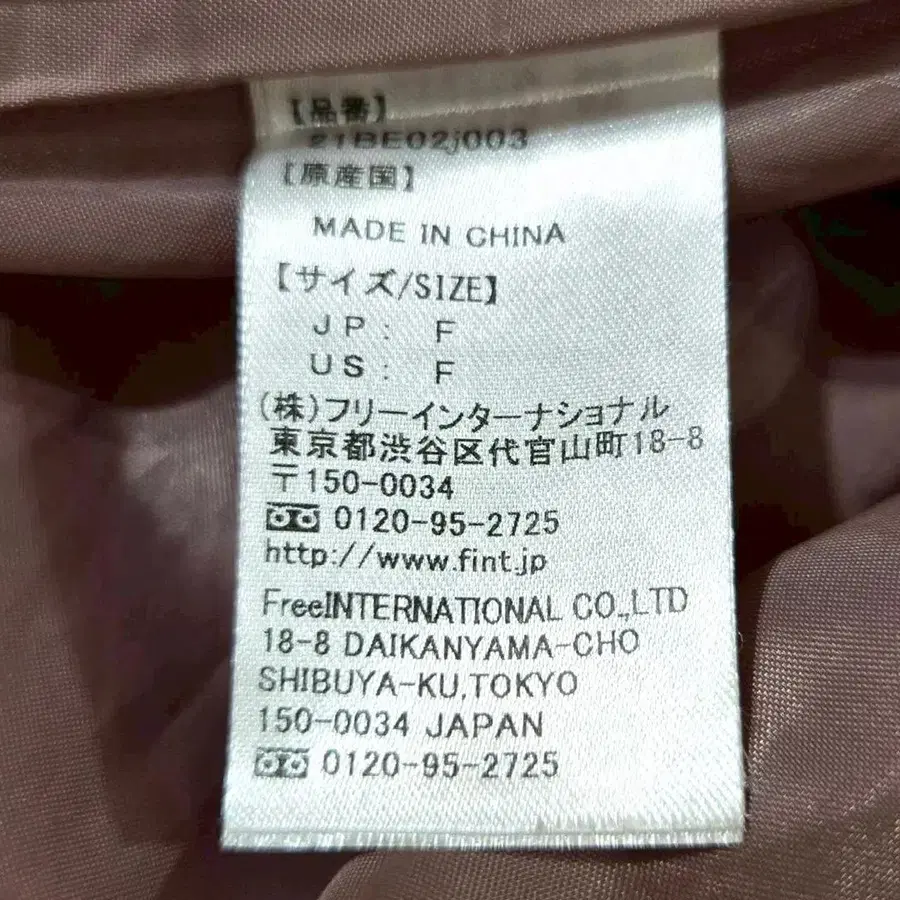 【品番】
21BE02j003
【原産国】
MADE IN CHINA
【サイズ/SIZE】
JP: F
US: F
(株)フリーインターナショナル
東京都渋谷区代官山町18-8
〒150-0034
0120-95-2725
http://www.fint.jp
FreeINTERNATIONAL CO.,LTD
18-8 DAIKANYAMA-CHO
SHIBUYA-KU,TOKYO
150-0034 JAPAN
0120-95-2725